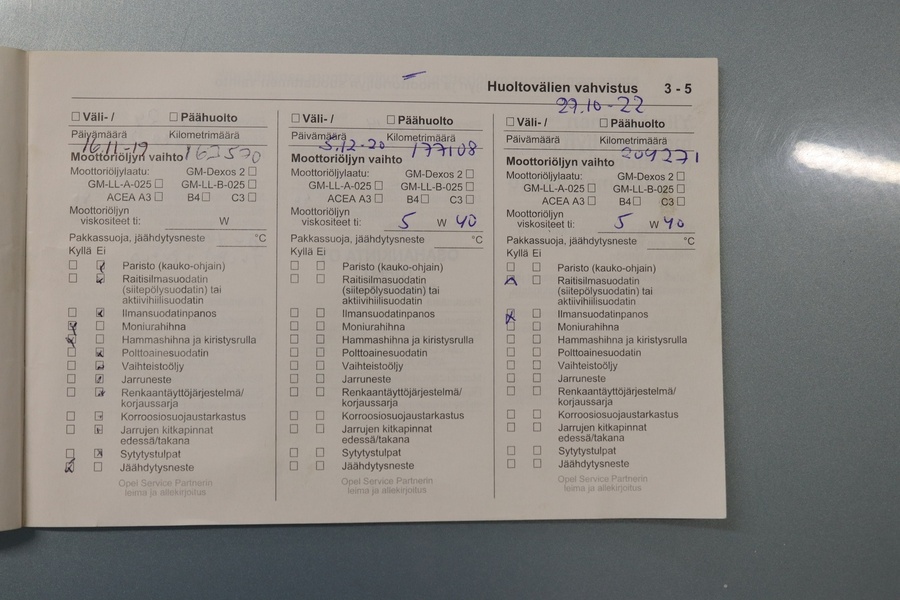 Huoltovälien vahvistus 3 - 5
Väli- / Päähuolto
Päivämäärä Kilometrimäärä
16.11-19 162570
Moottoriöljyn vaihto
Moottoriöljylaatu: GM-Dexos 2
GM-LL-A-025 GM-LL-B-025
ACEA A3 B4 C3
Moottoriöljyn
viskositeet ti: W
Pakkassuoja, jäähdytysneste °C
Kyllä Ei
Paristo (kauko-ohjain)
Raitisilmasuodatin
(siitepölysuodatin) tai
aktiivihiilisuodatin
Ilmansuodatinpanos
Moniurahihna
Hammashihna ja kiristysrulla
Polttoainesuodatin
Vaihteistoöljy
Jarruneste
Renkaantäyttöjärjestelmä/
korjaussarja
Korroosiosuojaustarkastus
Jarrujen kitkapinnat
edessä/takana
Sytytystulpat
Jäähdytysneste
Opel Service Partnerin
leima ja allekirjoitus
Väli- / Päähuolto
Päivämäärä Kilometrimäärä
5.12-20 177108
Moottoriöljyn vaihto
Moottoriöljylaatu: GM-Dexos 2
GM-LL-A-025 GM-LL-B-025
ACEA A3 B4 C3
Moottoriöljyn
viskositeet ti: 5 W 40
Pakkassuoja, jäähdytysneste °C
Kyllä Ei
Paristo (kauko-ohjain)
Raitisilmasuodatin
(siitepölysuodatin) tai
aktiivihiilisuodatin
Ilmansuodatinpanos
Moniurahihna
Hammashihna ja kiristysrulla
Polttoainesuodatin
Vaihteistoöljy
Jarruneste
Renkaantäyttöjärjestelmä/
korjaussarja
Korroosiosuojaustarkastus
Jarrujen kitkapinnat
edessä/takana
Sytytystulpat
Jäähdytysneste
Opel Service Partnerin
leima ja allekirjoitus
27.10-22
Väli- / Päähuolto
Päivämäärä Kilometrimäärä
204271
Moottoriöljyn vaihto
Moottoriöljylaatu: GM-Dexos 2
GM-LL-A-025 GM-LL-B-025
ACEA A3 B4 C3
Moottoriöljyn
viskositeet ti: 5 W 40
Pakkassuoja, jäähdytysneste °C
Kyllä Ei
Paristo (kauko-ohjain)
Raitisilmasuodatin
(siitepölysuodatin) tai
aktiivihiilisuodatin
Ilmansuodatinpanos
Moniurahihna
Hammashihna ja kiristysrulla
Polttoainesuodatin
Vaihteistoöljy
Jarruneste
Renkaantäyttöjärjestelmä/
korjaussarja
Korroosiosuojaustarkastus
Jarrujen kitkapinnat
edessä/takana
Sytytystulpat
Jäähdytysneste
Opel Service Partnerin
leima ja allekirjoitus